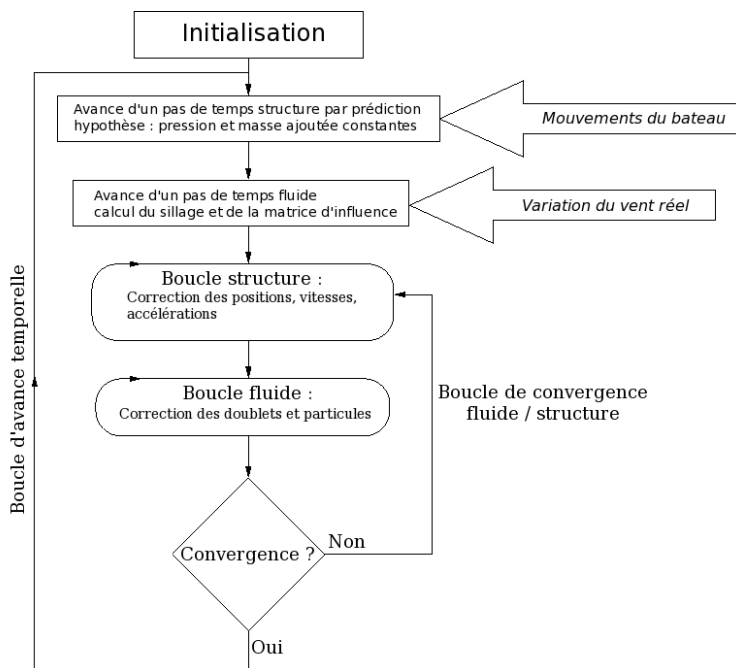 Initialisation
Avance d'un pas de temps structure par prédiction
hypothèse : pression et masse ajoutée constantes
Mouvements du bateau
Avance d'un pas de temps fluide
calcul du sillage et de la matrice d'influence
Variation du vent réel
Boucle structure :
Correction des positions, vitesses,
accélérations
Boucle fluide :
Correction des doublets et particules
Boucle de convergence
fluide / structure
Convergence ?
Non
Oui
Boucle d'avance temporelle